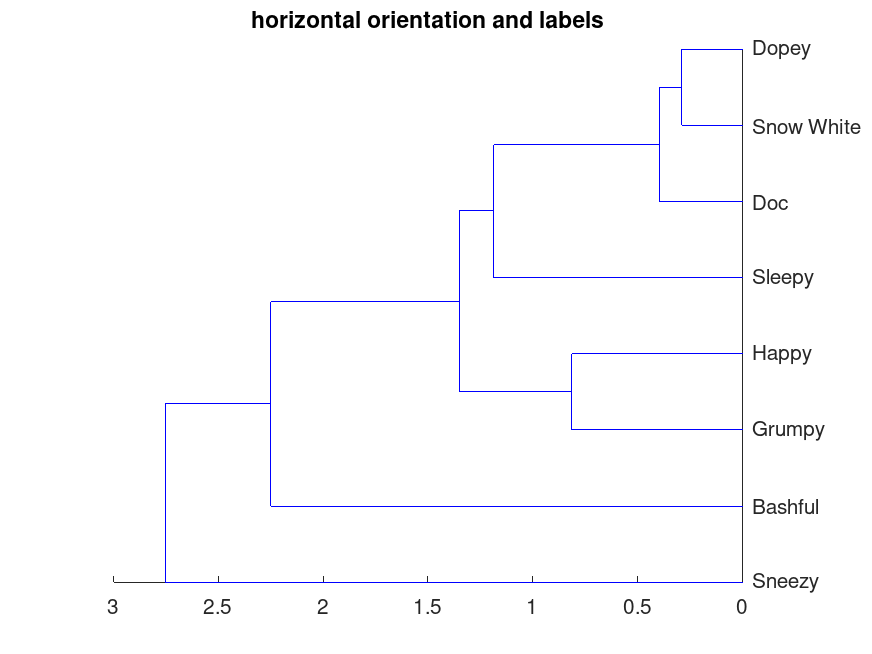 horizontal orientation and labels
Dopey
Snow White
Doc
Sleepy
Happy
Grumpy
Bashful
Sneezy
3 2.5 2 1.5 1 0.5 0